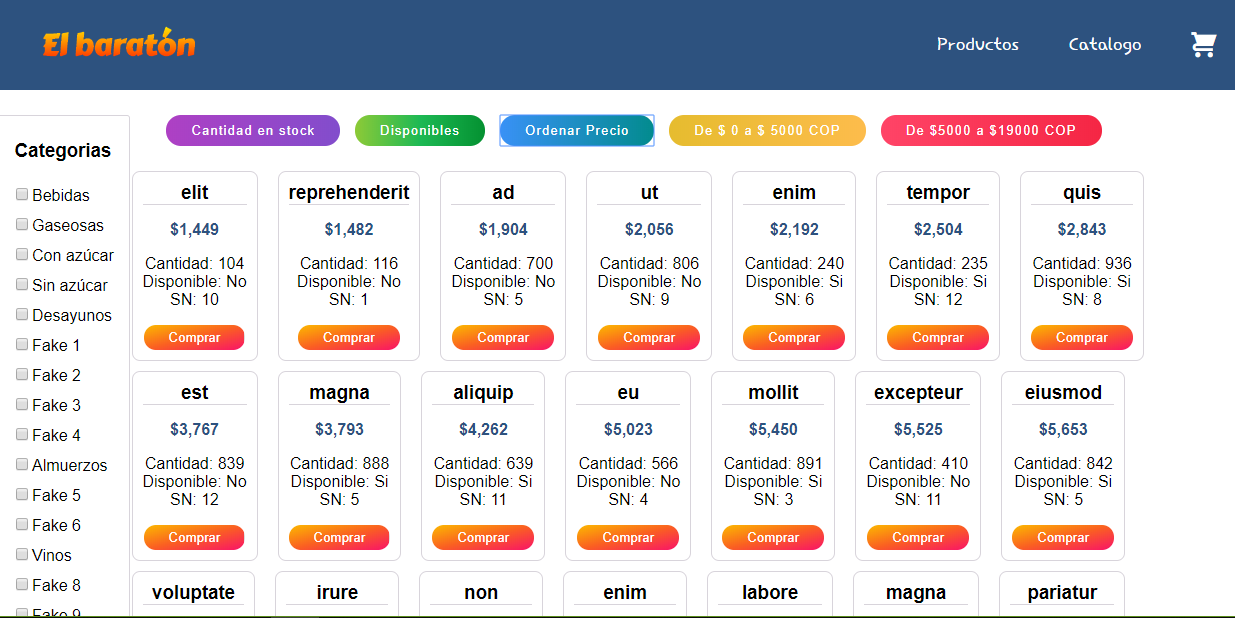 El baratón
Productos
Catalogo
Cantidad en stock
Disponibles
Ordenar Precio
De $ 0 a $ 5000 COP
De $5000 a $19000 COP
Categorias
Bebidas
Gaseosas
Con azúcar
Sin azúcar
Desayunos
Fake 1
Fake 2
Fake 3
Fake 4
Almuerzos
Fake 5
Fake 6
Vinos
Fake 8
Fake 9
elit
$1,449
Cantidad: 104
Disponible: No
SN: 10
Comprar
reprehenderit
$1,482
Cantidad: 116
Disponible: No
SN: 1
Comprar
ad
$1,904
Cantidad: 700
Disponible: No
SN: 5
Comprar
ut
$2,056
Cantidad: 806
Disponible: No
SN: 9
Comprar
enim
$2,192
Cantidad: 240
Disponible: Si
SN: 6
Comprar
tempor
$2,504
Cantidad: 235
Disponible: Si
SN: 12
Comprar
quis
$2,843
Cantidad: 936
Disponible: Si
SN: 8
Comprar
est
$3,767
Cantidad: 839
Disponible: No
SN: 12
Comprar
magna
$3,793
Cantidad: 888
Disponible: Si
SN: 5
Comprar
aliquip
$4,262
Cantidad: 639
Disponible: Si
SN: 11
Comprar
eu
$5,023
Cantidad: 566
Disponible: No
SN: 4
Comprar
mollit
$5,450
Cantidad: 891
Disponible: Si
SN: 3
Comprar
excepteur
$5,525
Cantidad: 410
Disponible: No
SN: 11
Comprar
eiusmod
$5,653
Cantidad: 842
Disponible: Si
SN: 5
Comprar
voluptate
irure
non
enim
labore
magna
pariatur